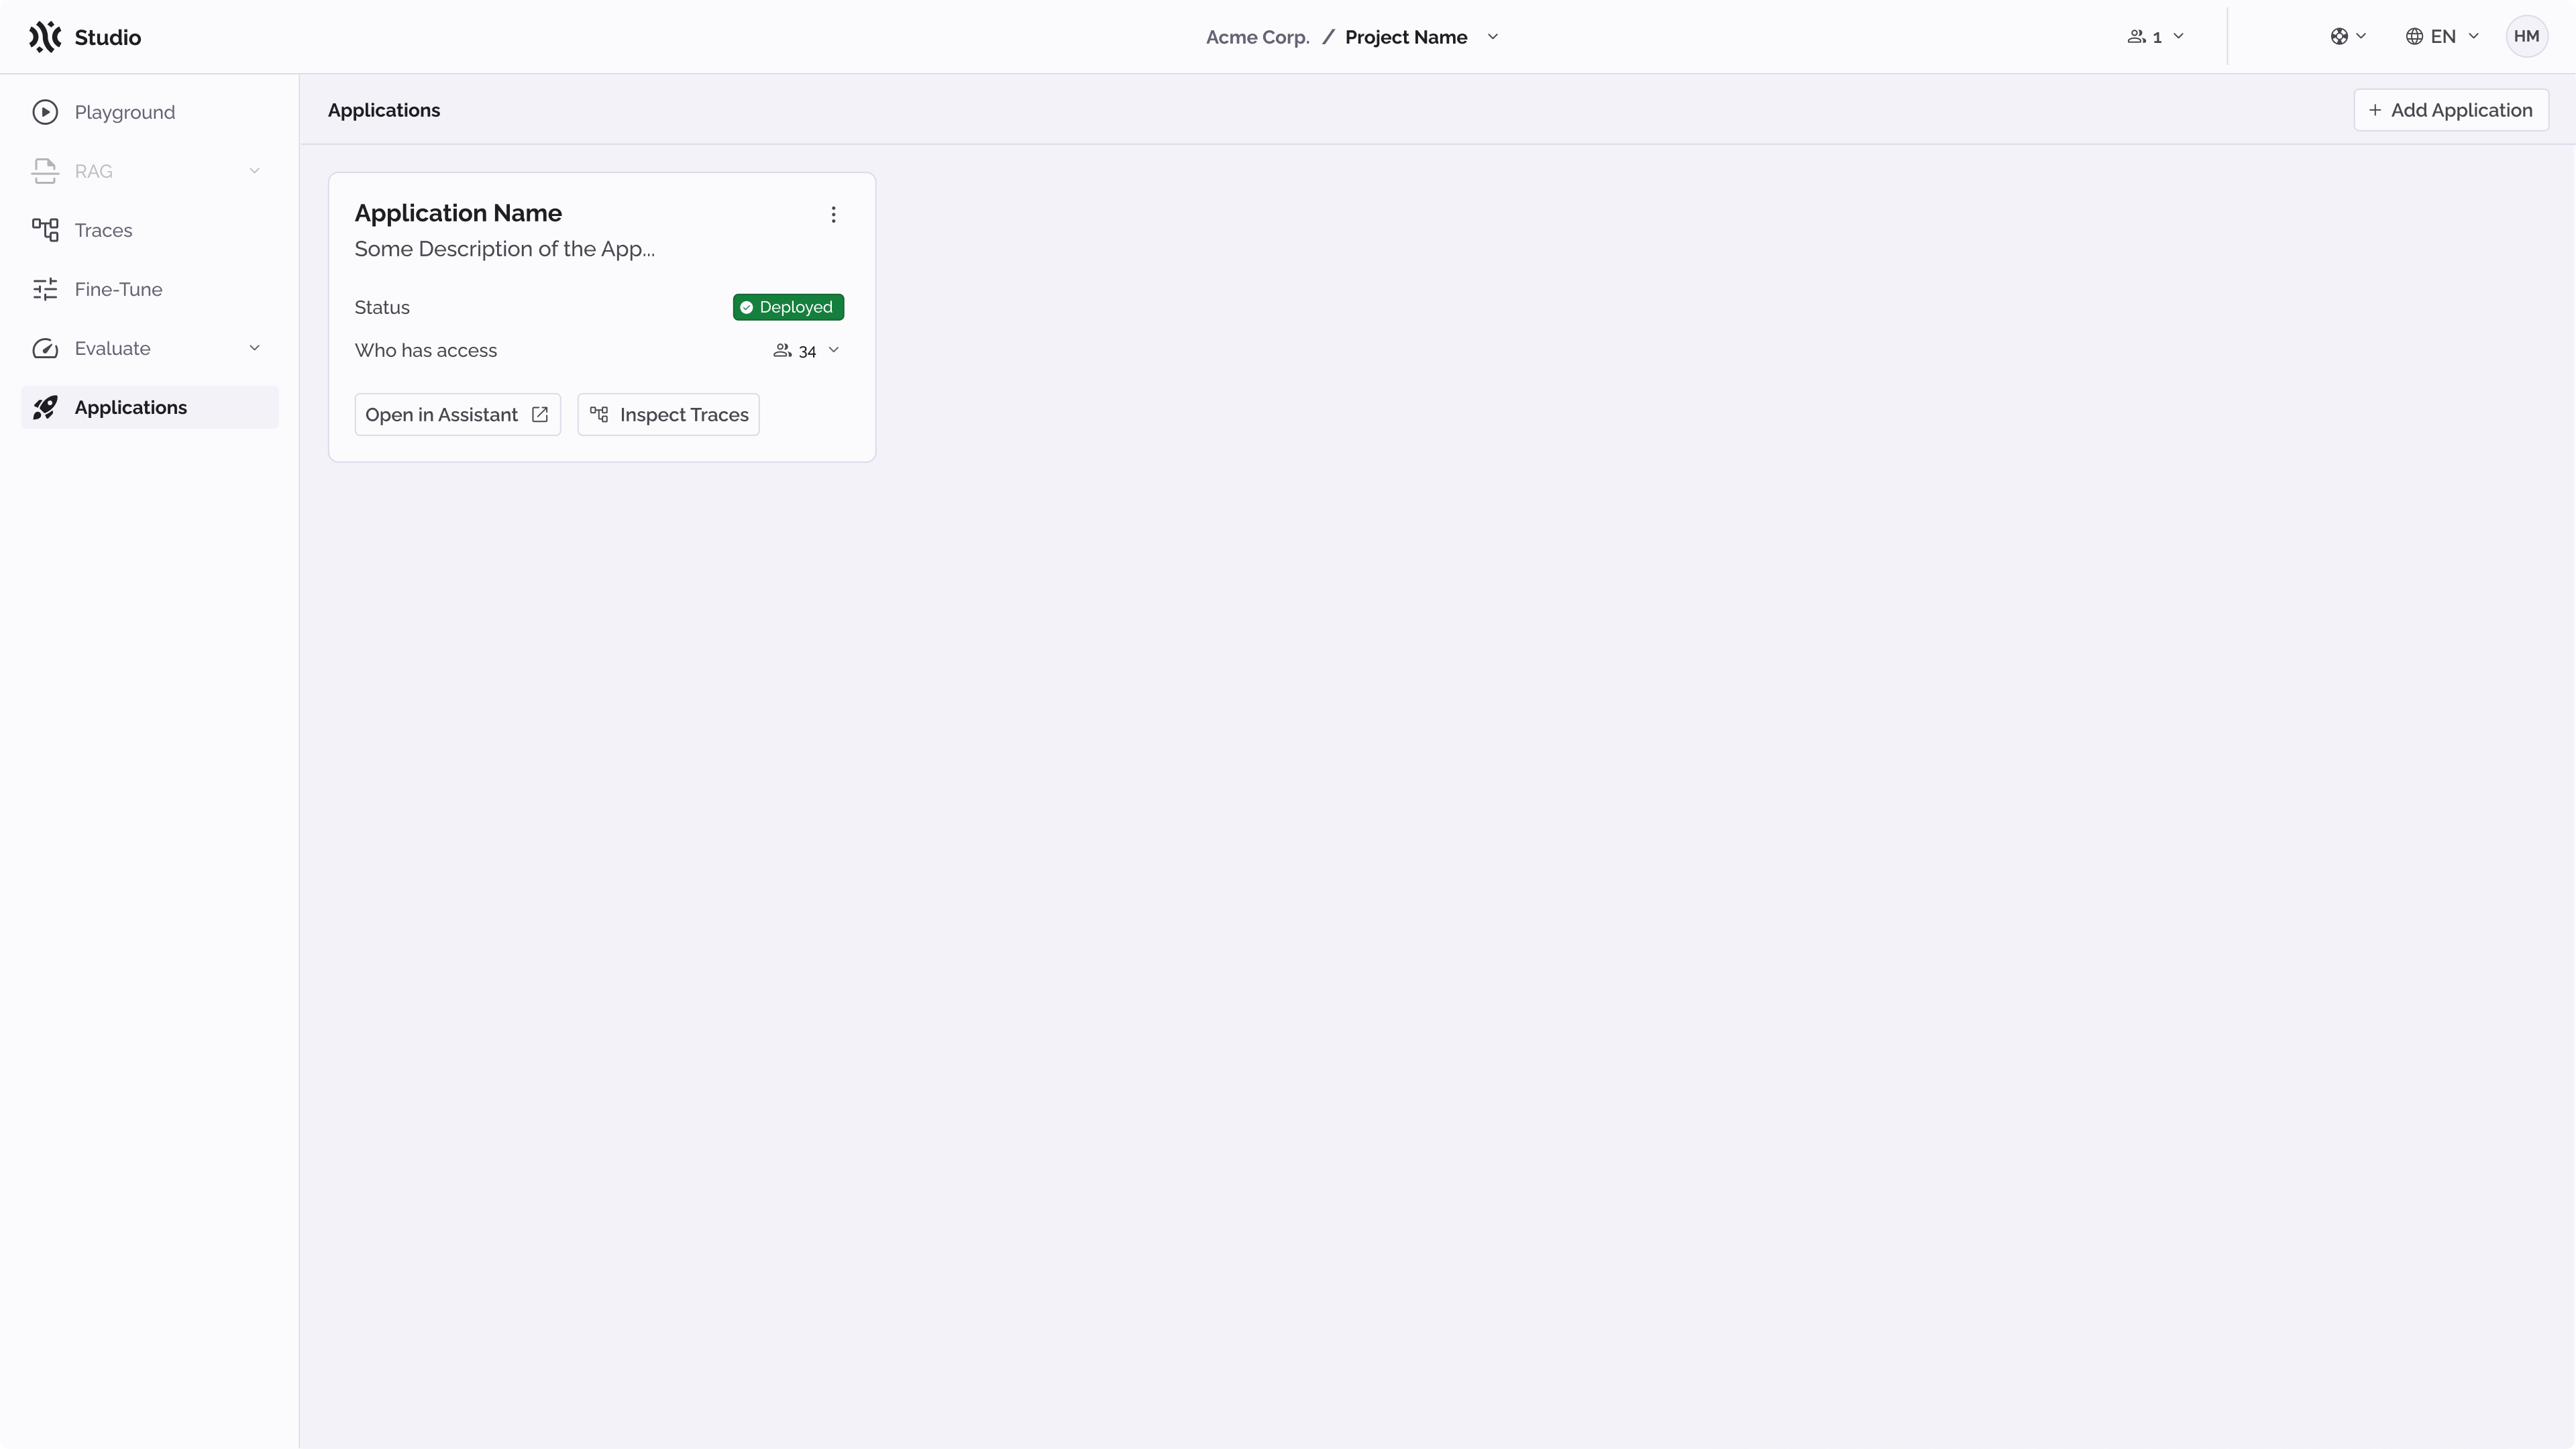 Studio
Acme Corp. / Project Name
1
EN
HM
Playground
RAG
Traces
Fine-Tune
Evaluate
Applications
Applications
+ Add Application
Application Name
Some Description of the App...
Status
Deployed
Who has access
34
Open in Assistant
Inspect Traces